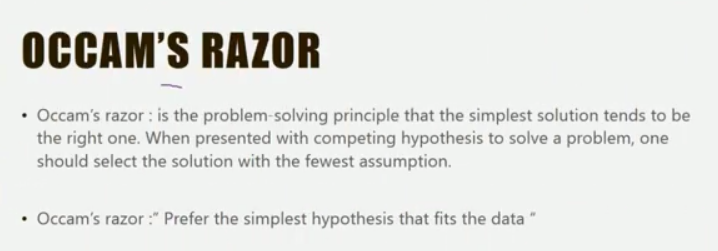 OCCAM'S RAZOR
• Occam's razor : is the problem-solving principle that the simplest solution tends to be
the right one. When presented with competing hypothesis to solve a problem, one
should select the solution with the fewest assumption.
• Occam's razor :“ Prefer the simplest hypothesis that fits the data “